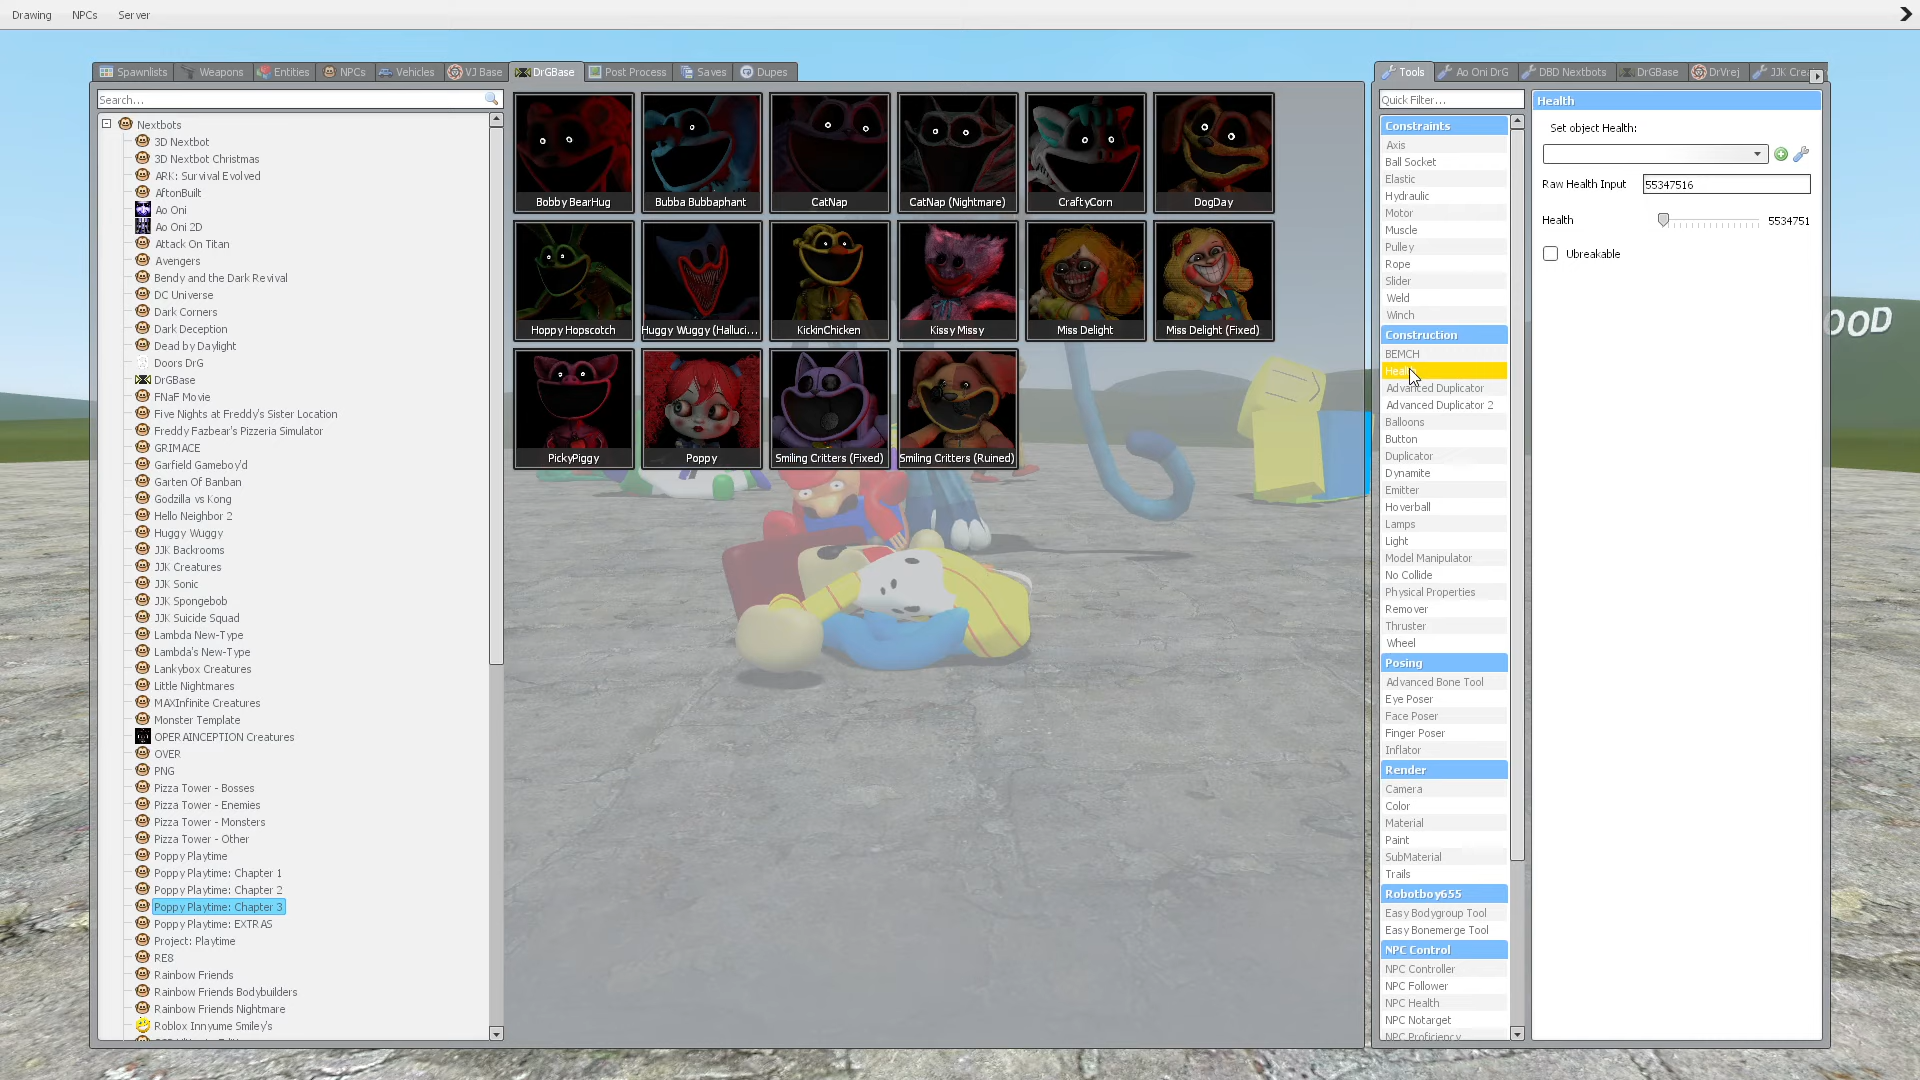 Drawing NPCs Server
Spawnlists Weapons Entities NPCs Vehicles VJ Base DrGBase Post Process Saves Dupes
Search...
Nextbots
3D Nextbot
3D Nextbot Christmas
ARK: Survival Evolved
AftonBuilt
Ao Oni
Ao Oni 2D
Attack On Titan
Avengers
Bendy and the Dark Revival
DC Universe
Dark Corners
Dark Deception
Dead by Daylight
Doors DrG
DrGBase
FNaF Movie
Five Nights at Freddy's Sister Location
Freddy Fazbear's Pizzeria Simulator
GRIMACE
Garfield Gameboy'd
Garten Of Banban
Godzilla vs Kong
Hello Neighbor 2
Huggy Wuggy
JJK Backrooms
JJK Creatures
JJK Sonic
JJK Spongebob
JJK Suicide Squad
Lambda New-Type
Lambda's New-Type
Lankybox Creatures
Little Nightmares
MAXInfinite Creatures
Monster Template
OPERAINCEPTION Creatures
OVER
PNG
Pizza Tower - Bosses
Pizza Tower - Enemies
Pizza Tower - Monsters
Pizza Tower - Other
Poppy Playtime
Poppy Playtime: Chapter 1
Poppy Playtime: Chapter 2
Poppy Playtime: Chapter 3
Poppy Playtime: EXTRAS
Project: Playtime
RE8
Rainbow Friends
Rainbow Friends Bodybuilders
Rainbow Friends Nightmare
Roblox Innyume Smiley's
Bobby BearHug Bubba Bubbaphant CatNap CatNap (Nightmare) CraftyCorn DogDay
Hoppy Hopscotch Huggy Wuggy (Halluci... KickinChicken Kissy Missy Miss Delight Miss Delight (Fixed)
PickyPiggy Poppy Smiling Critters (Fixed) Smiling Critters (Ruined)
Tools Ao Oni DrG DBD Nextbots DrGBase DrVrej JJK Crea
Quick Filter...
Constraints
Axis
Ball Socket
Elastic
Hydraulic
Motor
Muscle
Pulley
Rope
Slider
Weld
Winch
Construction
BEMCH
Health
Advanced Duplicator
Advanced Duplicator 2
Balloons
Button
Duplicator
Dynamite
Emitter
Hoverball
Lamps
Light
Model Manipulator
No Collide
Physical Properties
Remover
Thruster
Wheel
Posing
Advanced Bone Tool
Eye Poser
Face Poser
Finger Poser
Inflator
Render
Camera
Color
Material
Paint
SubMaterial
Trails
Robotboy655
Easy Bodygroup Tool
Easy Bonemerge Tool
NPC Control
NPC Controller
NPC Follower
NPC Health
NPC Notarget
NPC Proficiency
Health
Set object Health:
Raw Health Input 55347516
Health 5534751
Ubreakable
OOD